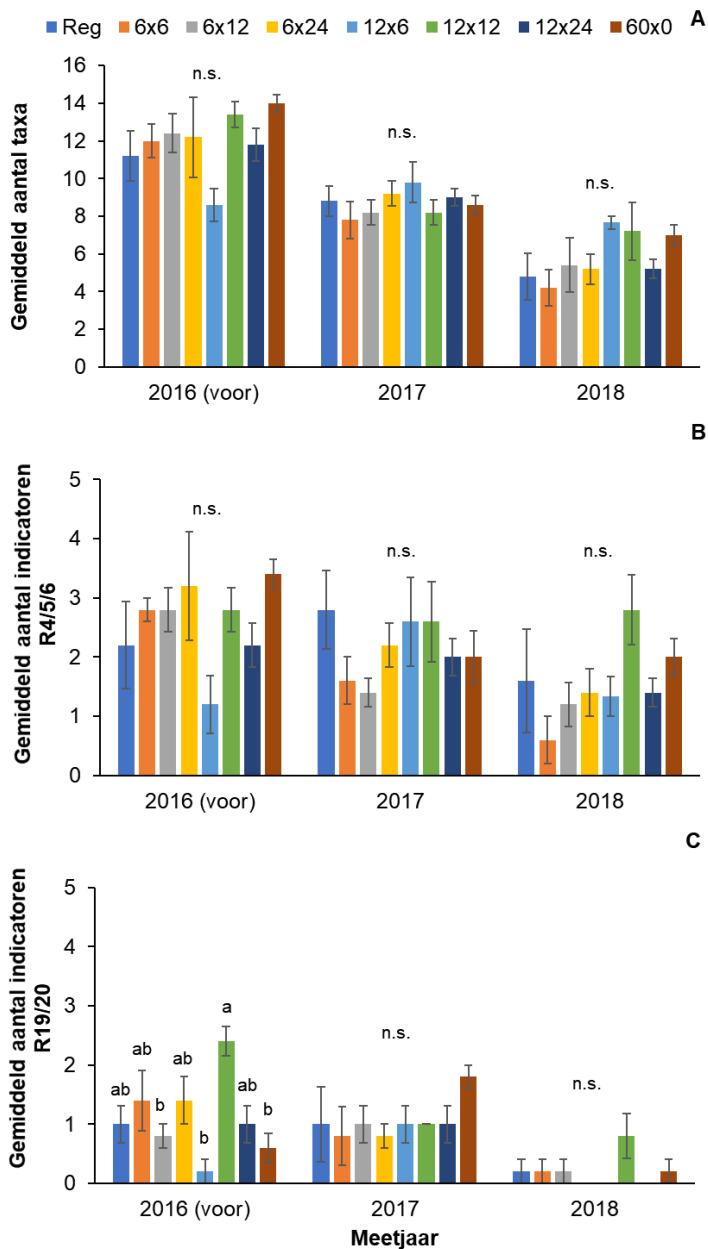 A
Reg 6x6 6x12 6x24 12x6 12x12 12x24 60x0
Gemiddeld aantal taxa
16
14
12
10
8
6
4
2
0
n.s.
n.s.
n.s.
2016 (voor) 2017 2018
B
Gemiddeld aantal indicatoren
R4/5/6
5
4
3
2
1
0
n.s.
n.s.
n.s.
2016 (voor) 2017 2018
C
Gemiddeld aantal indicatoren
R19/20
5
4
3
2
1
0
ab
ab
b
ab
b
a
ab
b
n.s.
n.s.
2016 (voor) 2017 2018
Meetjaar